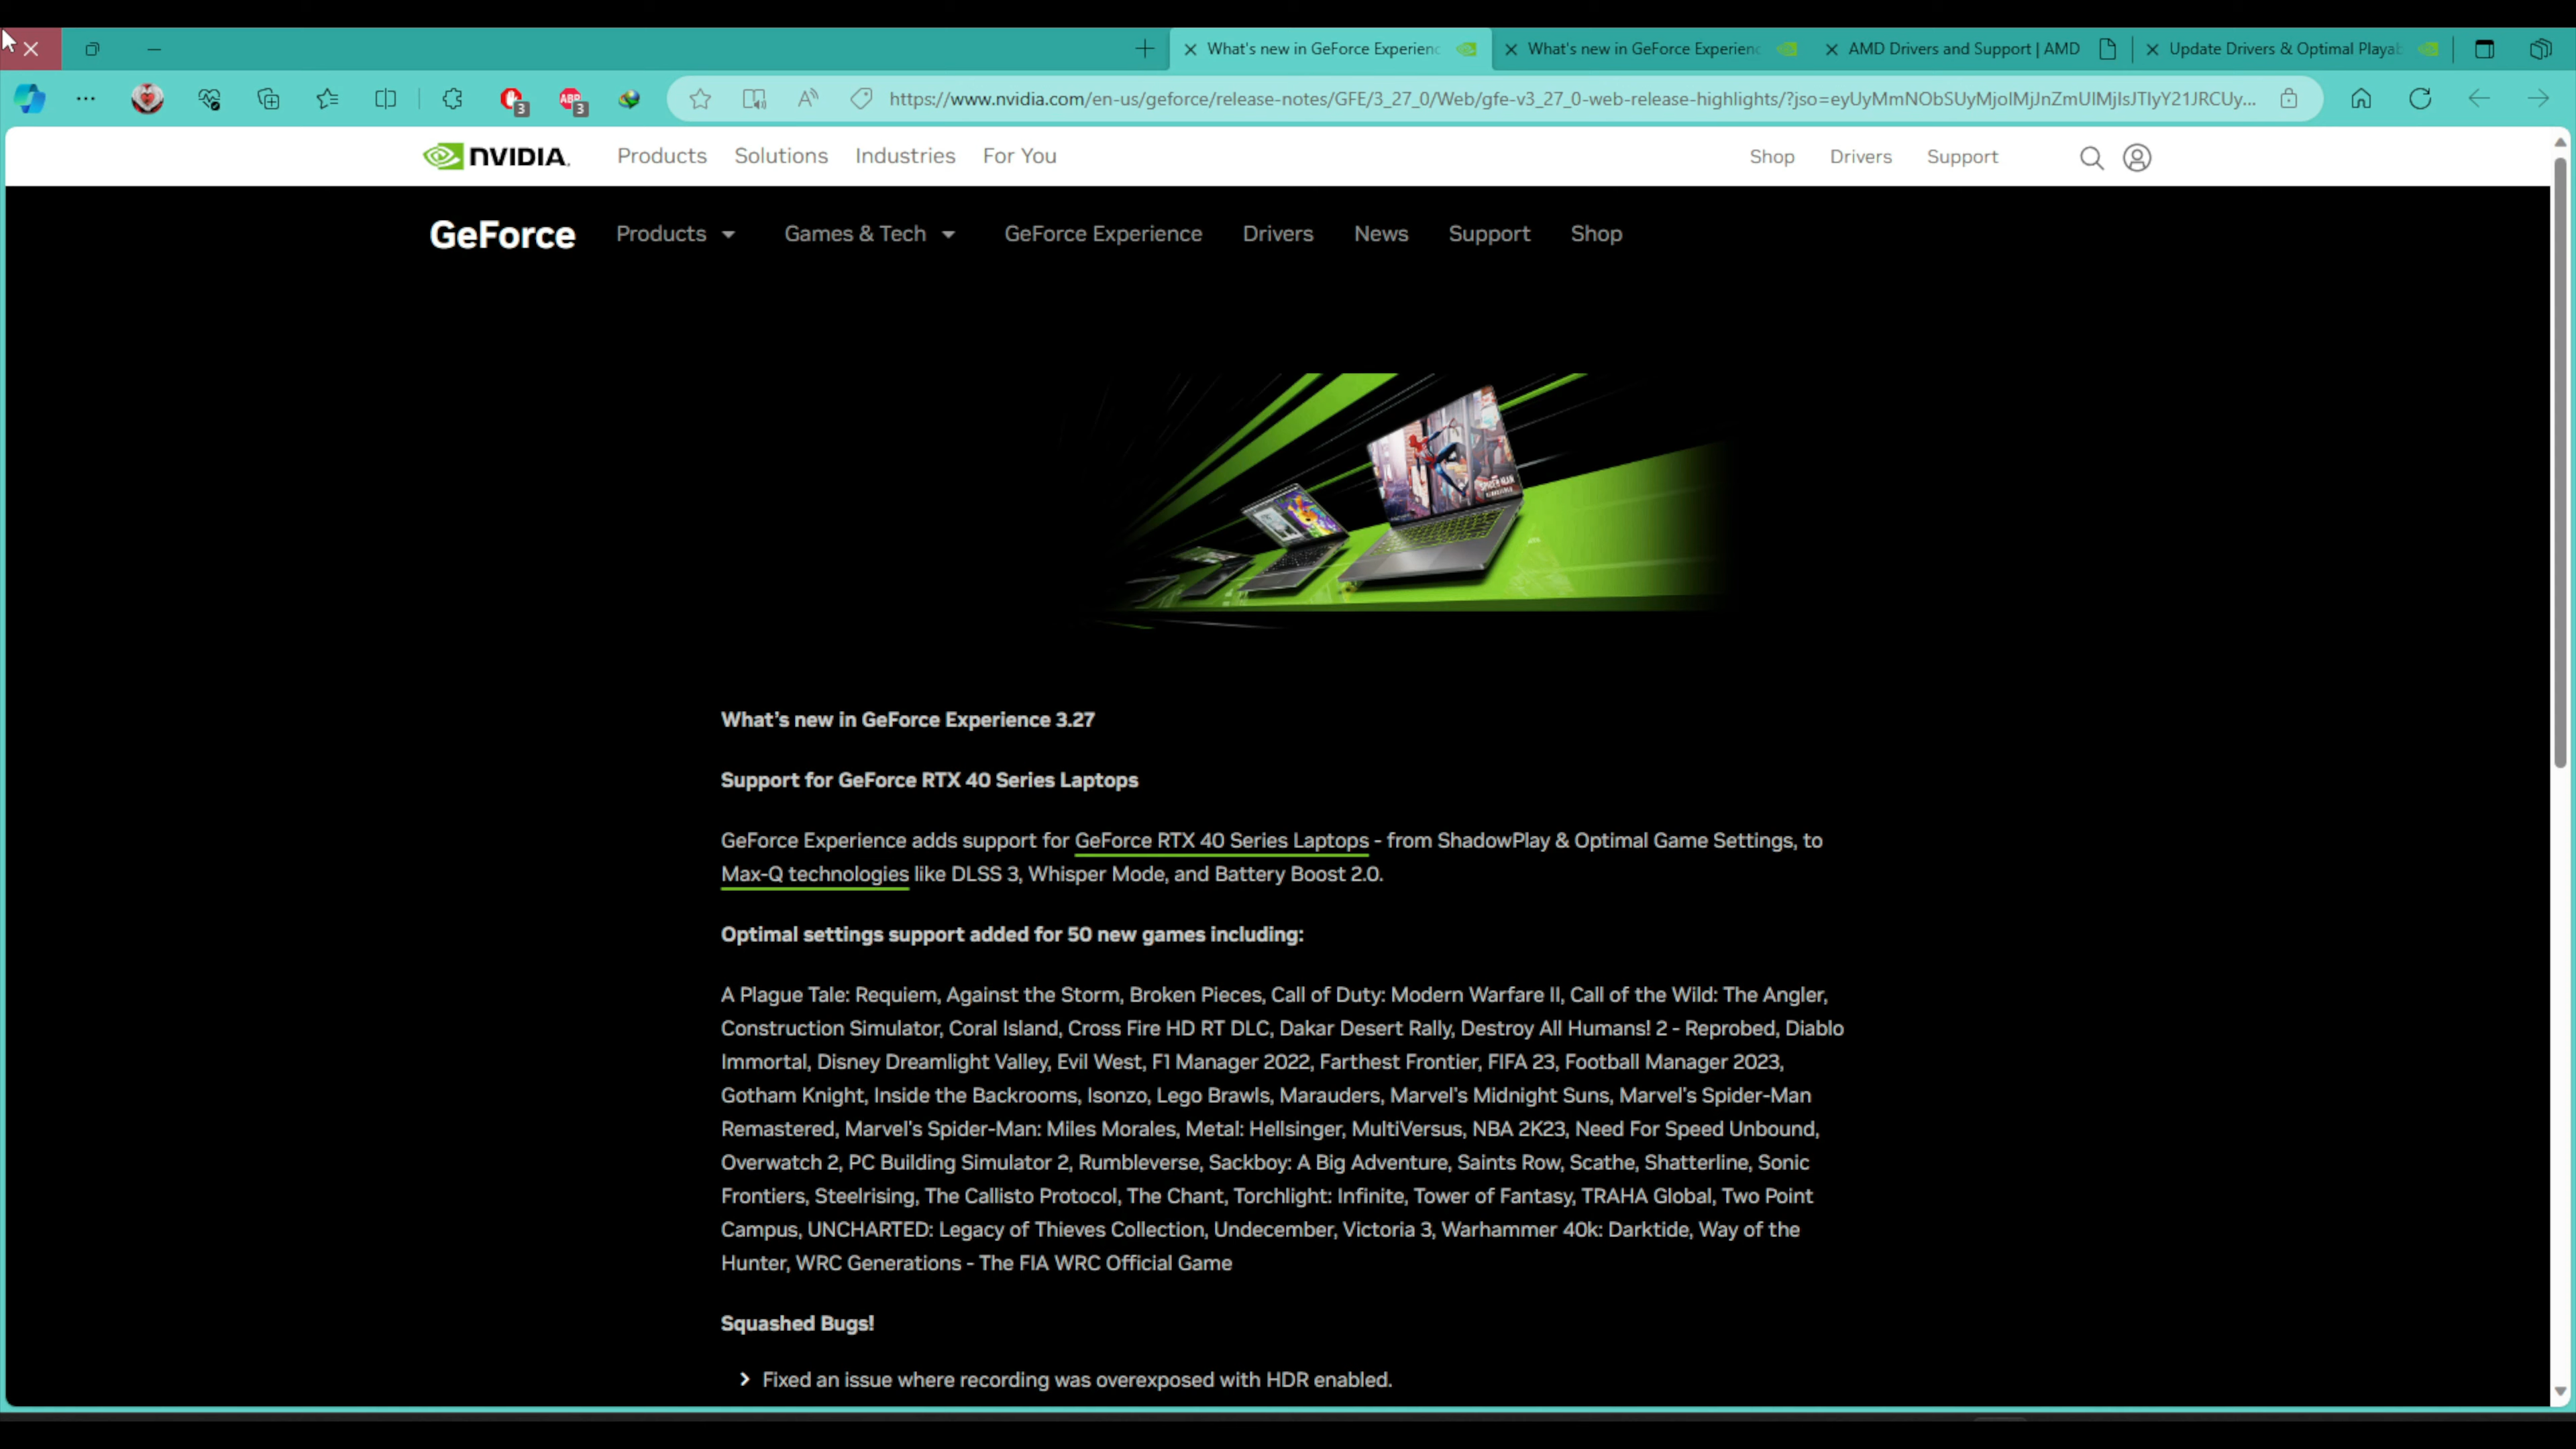 What's new in GeForce Experienc
What's new in GeForce Experienc
AMD Drivers and Support | AMD
Update Drivers & Optimal Playab
3
ABP
3
https://www.nvidia.com/en-us/geforce/release-notes/GFE/3_27_0/Web/gfe-v3_27_0-web-release-highlights/?jso=eyUyMmNObSUyMjoIMjJnZmUlMjIsJTIyY21JRCUy...
NVIDIA.
Products
Solutions
Industries
For You
Shop
Drivers
Support
GeForce
Products
Games & Tech
GeForce Experience
Drivers
News
Support
Shop
What's new in GeForce Experience 3.27
Support for GeForce RTX 40 Series Laptops
GeForce Experience adds support for GeForce RTX 40 Series Laptops - from ShadowPlay & Optimal Game Settings, to
Max-Q technologies like DLSS 3, Whisper Mode, and Battery Boost 2.0.
Optimal settings support added for 50 new games including:
A Plague Tale: Requiem, Against the Storm, Broken Pieces, Call of Duty: Modern Warfare II, Call of the Wild: The Angler,
Construction Simulator, Coral Island, Cross Fire HD RT DLC, Dakar Desert Rally, Destroy All Humans! 2 - Reprobed, Diablo
Immortal, Disney Dreamlight Valley, Evil West, F1 Manager 2022, Farthest Frontier, FIFA 23, Football Manager 2023,
Gotham Knight, Inside the Backrooms, Isonzo, Lego Brawls, Marauders, Marvel's Midnight Suns, Marvel's Spider-Man
Remastered, Marvel's Spider-Man: Miles Morales, Metal: Hellsinger, MultiVersus, NBA 2K23, Need For Speed Unbound,
Overwatch 2, PC Building Simulator 2, Rumbleverse, Sackboy: A Big Adventure, Saints Row, Scathe, Shatterline, Sonic
Frontiers, Steelrising, The Callisto Protocol, The Chant, Torchlight: Infinite, Tower of Fantasy, TRAHA Global, Two Point
Campus, UNCHARTED: Legacy of Thieves Collection, Undecember, Victoria 3, Warhammer 40k: Darktide, Way of the
Hunter, WRC Generations - The FIA WRC Official Game
Squashed Bugs!
Fixed an issue where recording was overexposed with HDR enabled.